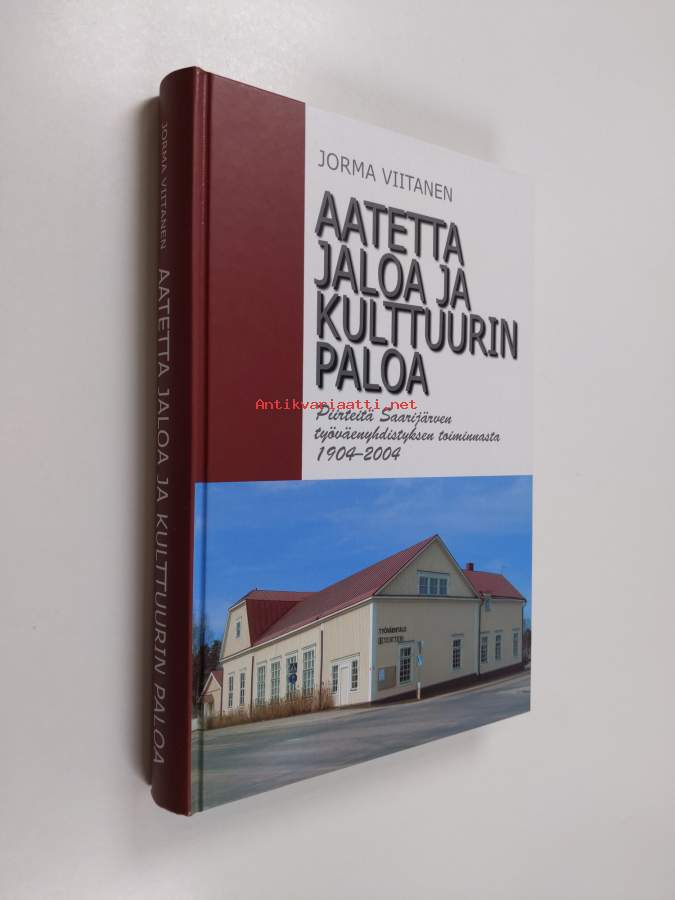 JORMA VIITANEN
AATETTA
JALOA JA
KULTTUURIN
PALOA
Antikvariaatti.net
Piirteitä Saarijärven
työväenyhdistyksen toiminnasta
1904–2004
TYÖVÄENTALO
JORMA VIITANEN AATETTA JALOA JA KULTTUURIN PALOA